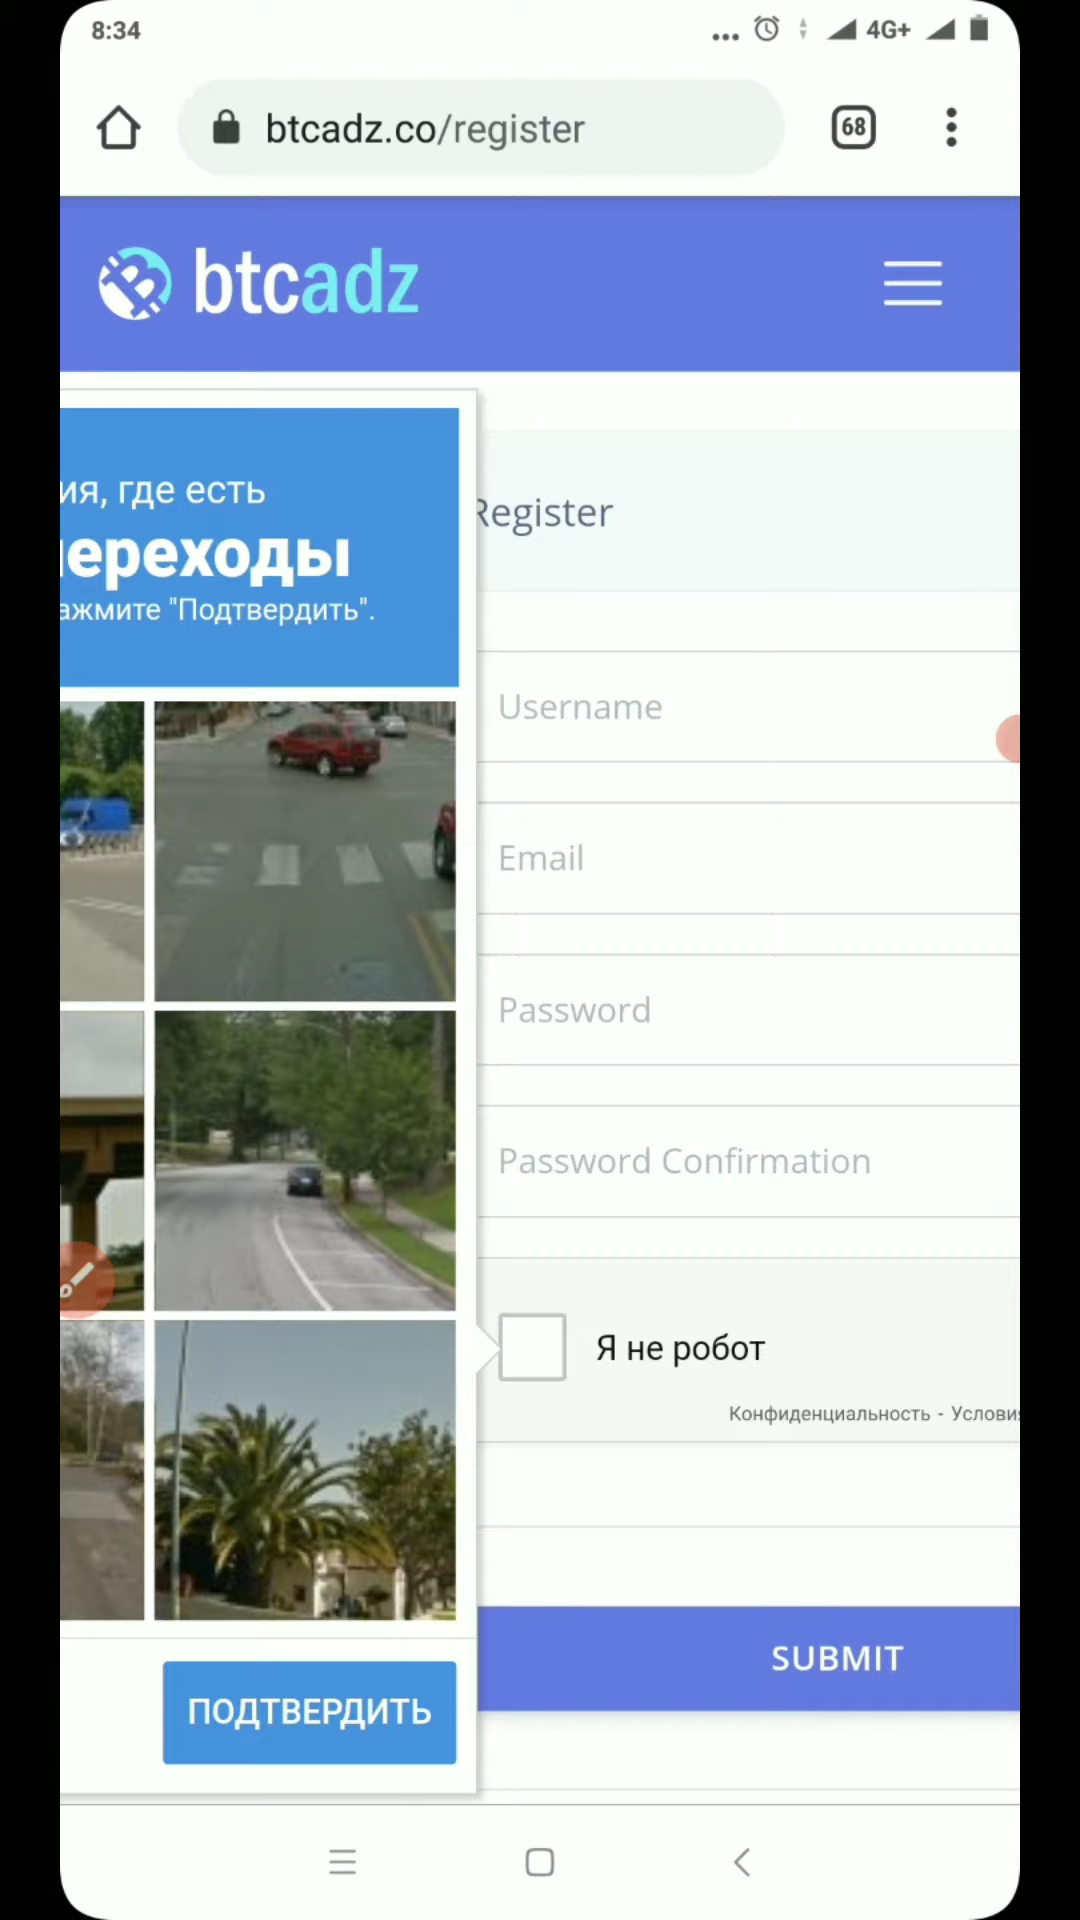 8:34
4G+
btcadz.co/register
68
btcadz
ия, где есть
переходы
ажмите "Подтвердить".
Register
Username
Email
Password
Password Confirmation
Я не робот
Конфиденциальность - Услови
SUBMIT
ПОДТВЕРДИТЬ